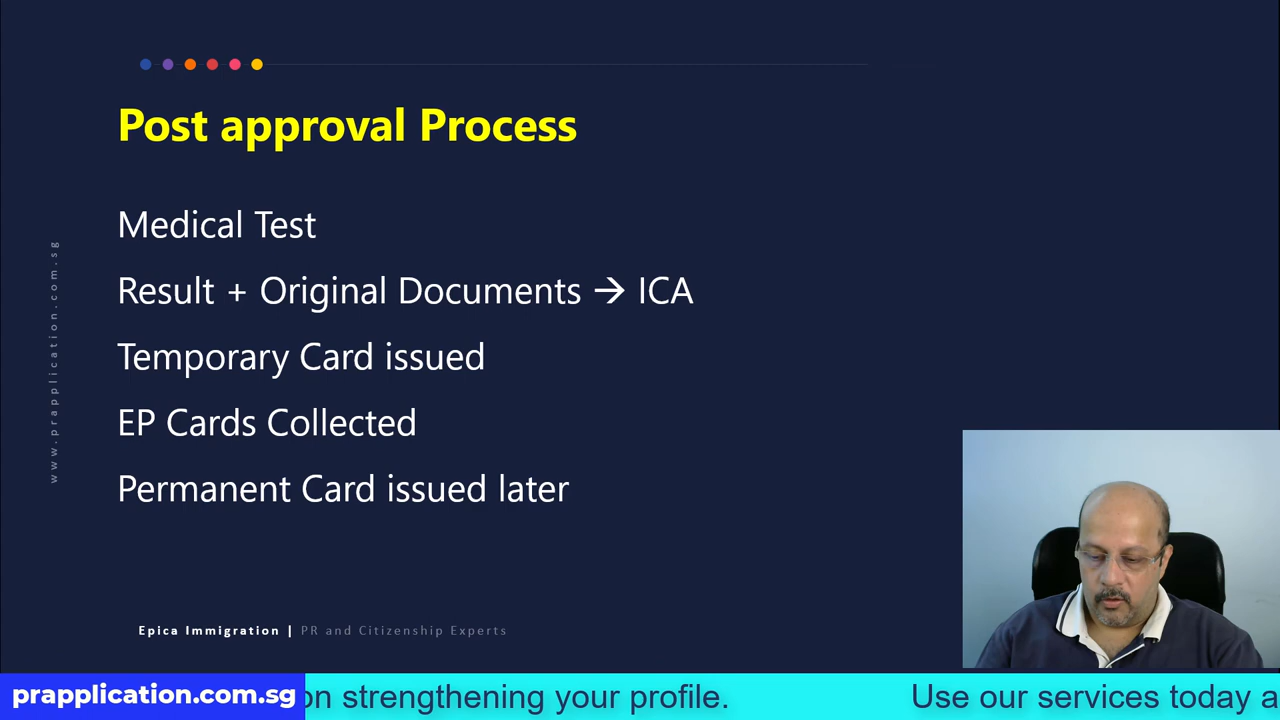 Post approval Process
Medical Test
Result + Original Documents → ICA
Temporary Card issued
EP Cards Collected
Permanent Card issued later
www.prapplication.com.sg
Epica Immigration | PR and Citizenship Experts
prapplication.com.sg
on strengthening your profile. Use our services today a